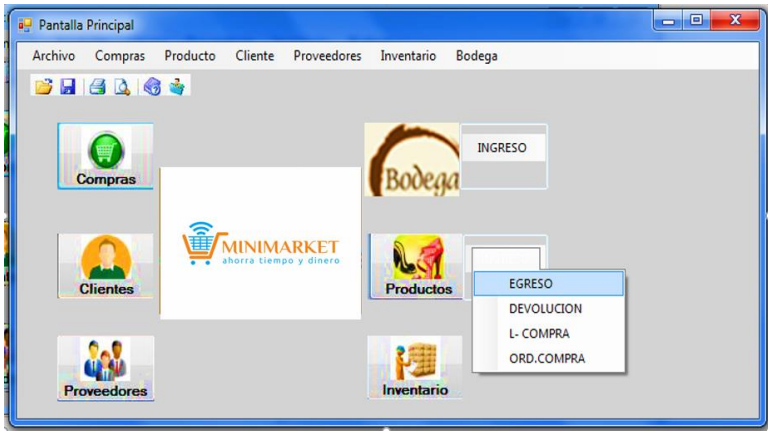 Pantalla Principal
Archivo Compras Producto Cliente Proveedores Inventario Bodega
Compras
Bodega
INGRESO
MINIMARKET
ahorra tiempo y dinero
Clientes
Productos
EGRESO
DEVOLUCION
L- COMPRA
ORD.COMPRA
Proveedores
Inventario